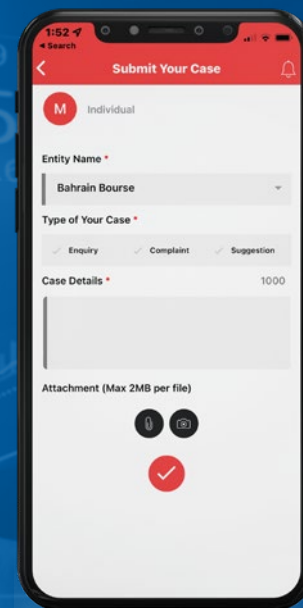 1:52
◄ Search
Submit Your Case
M
Individual
Entity Name *
Bahrain Bourse
Type of Your Case *
Enquiry Complaint Suggestion
Case Details * 1000
Attachment (Max 2MB per file)